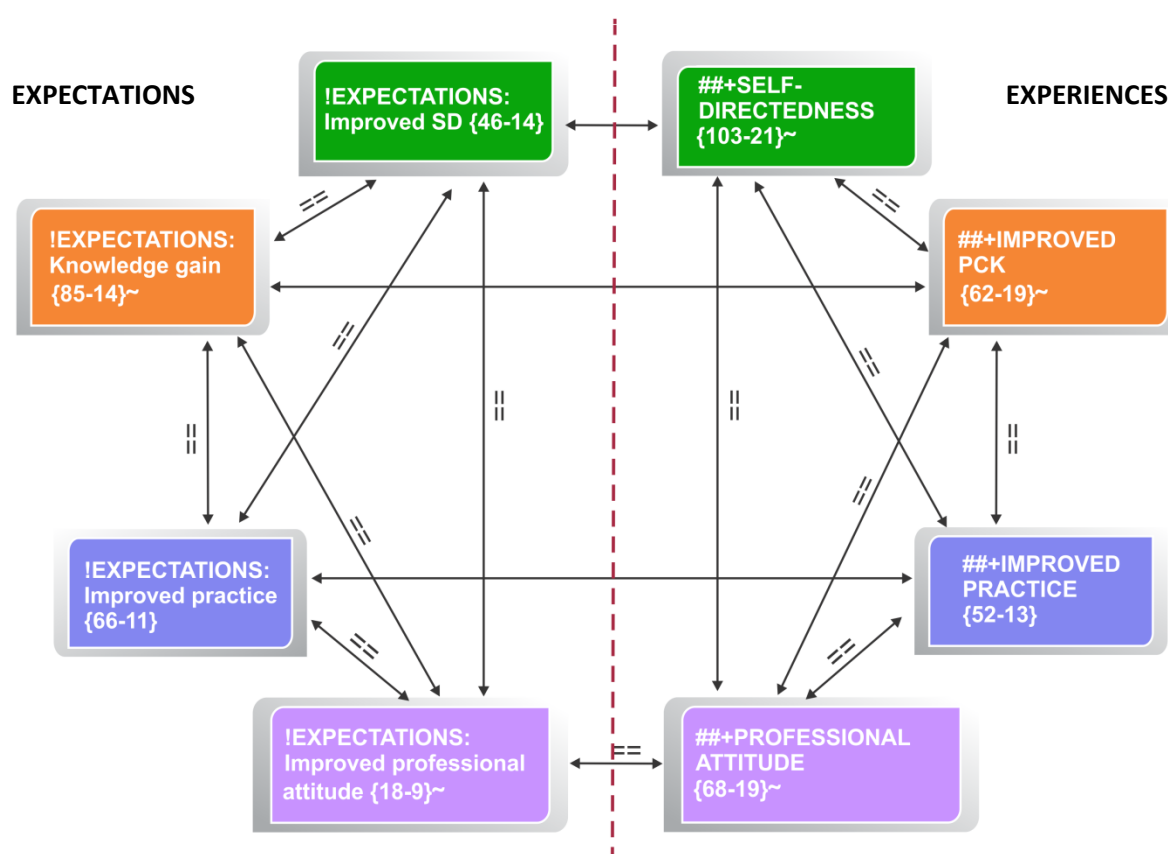 EXPECTATIONS
EXPERIENCES
!EXPECTATIONS:
Improved SD {46-14}
##+SELF-
DIRECTEDNESS
{103-21}~
==
==
!EXPECTATIONS:
Knowledge gain
{85-14}~
##+IMPROVED
PCK
{62-19}~
==
==
==
==
==
==
==
==
!EXPECTATIONS:
Improved practice
{66-11}
##+IMPROVED
PRACTICE
{52-13}
==
==
!EXPECTATIONS:
Improved professional
attitude {18-9}~
==
##+PROFESSIONAL
ATTITUDE
{68-19}~